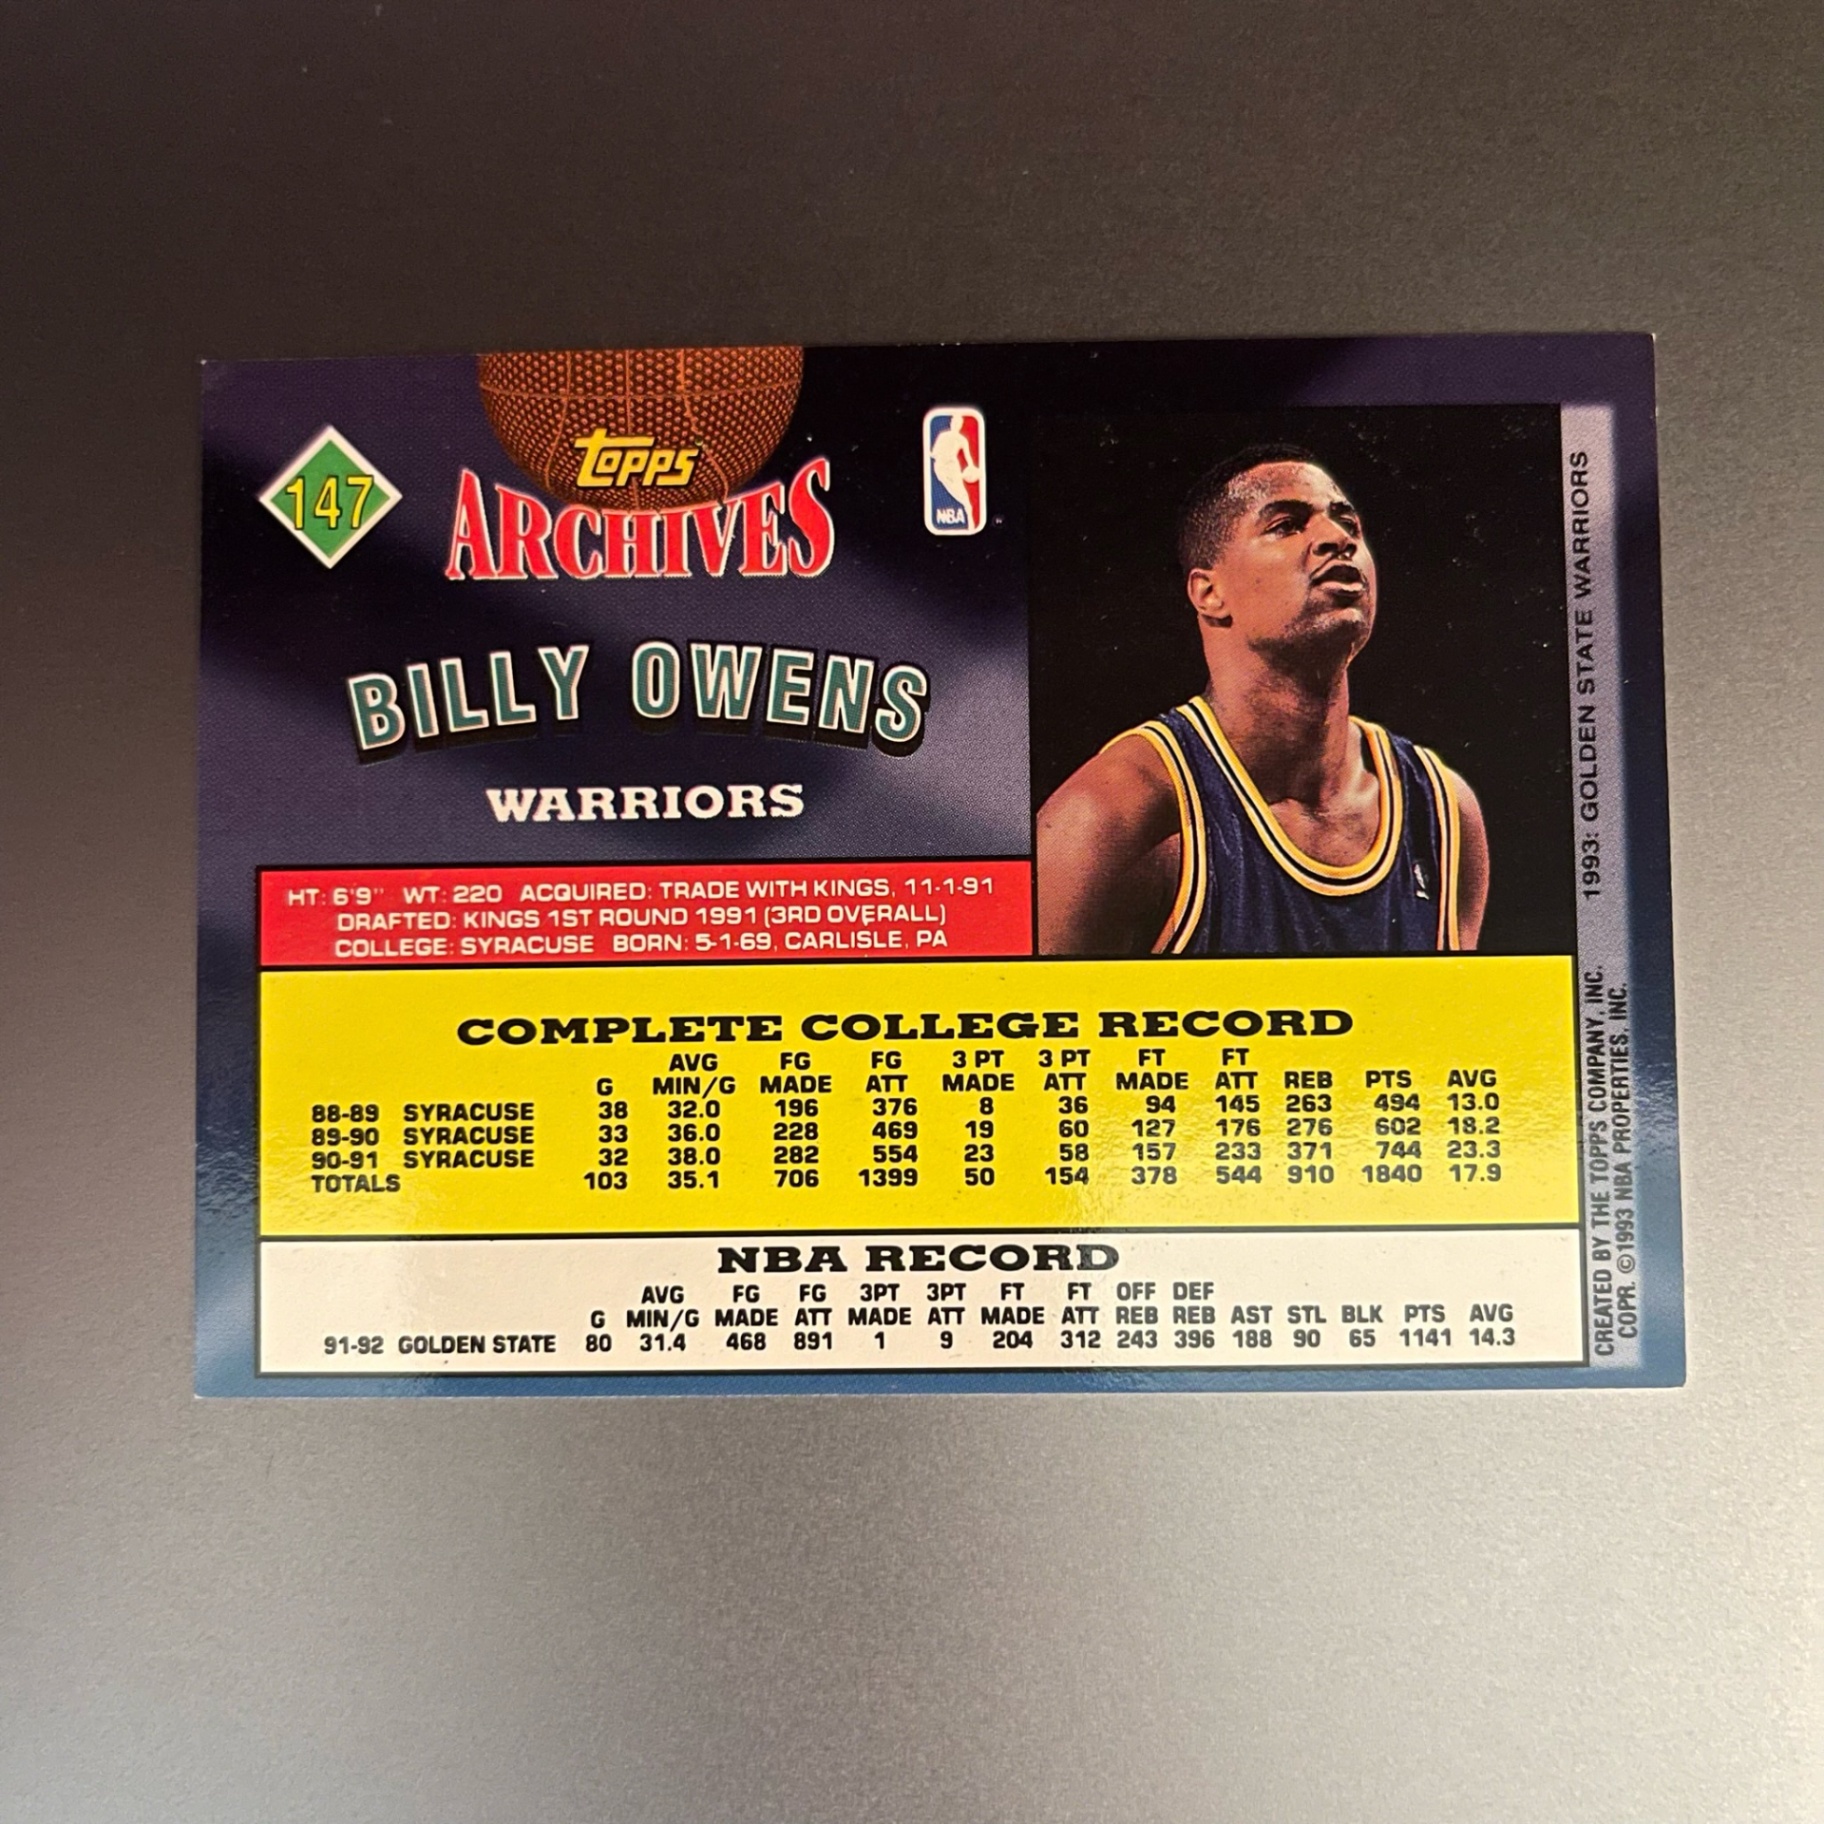 147
topps
ARCHIVES
NBA
BILLY OWENS
WARRIORS
HT: 6'9" WT: 220 ACQUIRED: TRADE WITH KINGS, 11-1-91
DRAFTED: KINGS 1ST ROUND 1991 (3RD OVERALL)
COLLEGE: SYRACUSE BORN: 5-1-69, CARLISLE, PA
1993: GOLDEN STATE WARRIORS
COMPLETE COLLEGE RECORD
AVG FG FG 3 PT 3 PT FT FT
G MIN/G MADE ATT MADE ATT MADE ATT REB PTS AVG
88-89 SYRACUSE 38 32.0 196 376 8 36 94 145 263 494 13.0
89-90 SYRACUSE 33 36.0 228 469 19 60 127 176 276 602 18.2
90-91 SYRACUSE 32 38.0 282 554 23 58 157 233 371 744 23.3
TOTALS 103 35.1 706 1399 50 154 378 544 910 1840 17.9
NBA RECORD
AVG FG FG 3PT 3PT FT FT OFF DEF
G MIN/G MADE ATT MADE ATT MADE ATT REB REB AST STL BLK PTS AVG
91-92 GOLDEN STATE 80 31.4 468 891 1 9 204 312 243 396 188 90 65 1141 14.3
CREATED BY THE TOPPS COMPANY, INC.
COPR. ©1993 NBA PROPERTIES, INC.